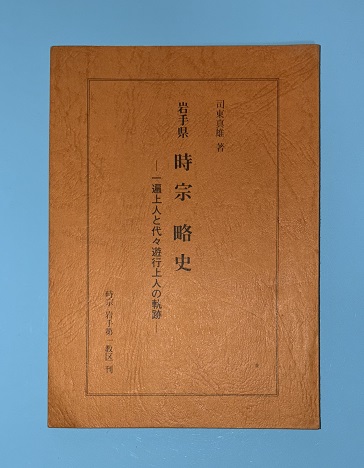 司東真雄 著
岩手県 時宗 略史
―一遍上人と代々遊行上人の軌跡
時宗 岩手第一教区 刊